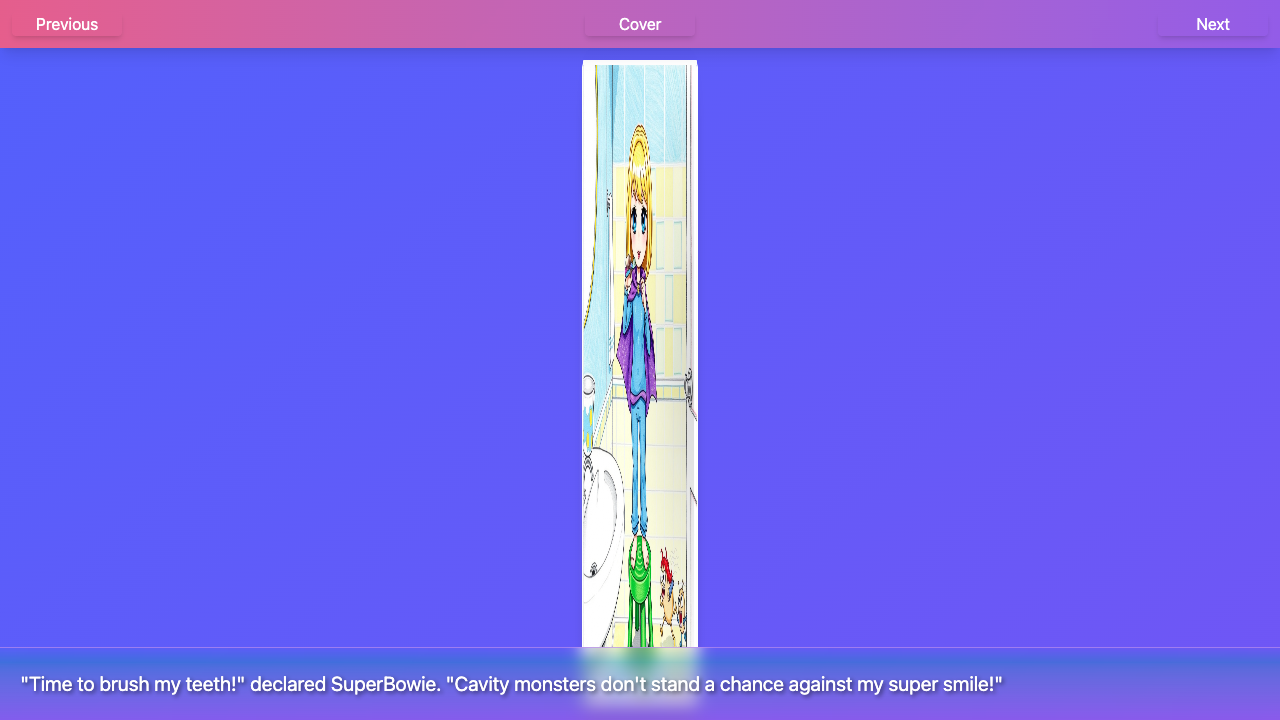 Previous
Cover
Next
"Time to brush my teeth!" declared SuperBowie. "Cavity monsters don't stand a chance against my super smile!"